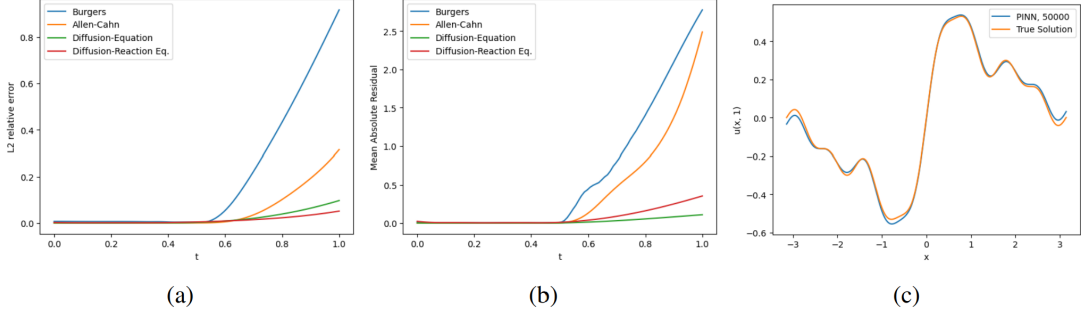 Burgers
Allen-Cahn
Diffusion-Equation
Diffusion-Reaction Eq.
L2 relative error
0.8
0.6
0.4
0.2
0.0
0.0 0.2 0.4 0.6 0.8 1.0
t
(a)
Burgers
Allen-Cahn
Diffusion-Equation
Diffusion-Reaction Eq.
Mean Absolute Residual
2.5
2.0
1.5
1.0
0.5
0.0
0.0 0.2 0.4 0.6 0.8 1.0
t
(b)
PINN, 50000
True Solution
u(x, 1)
0.4
0.2
0.0
−0.2
−0.4
−0.6
−3 −2 −1 0 1 2 3
x
(c)